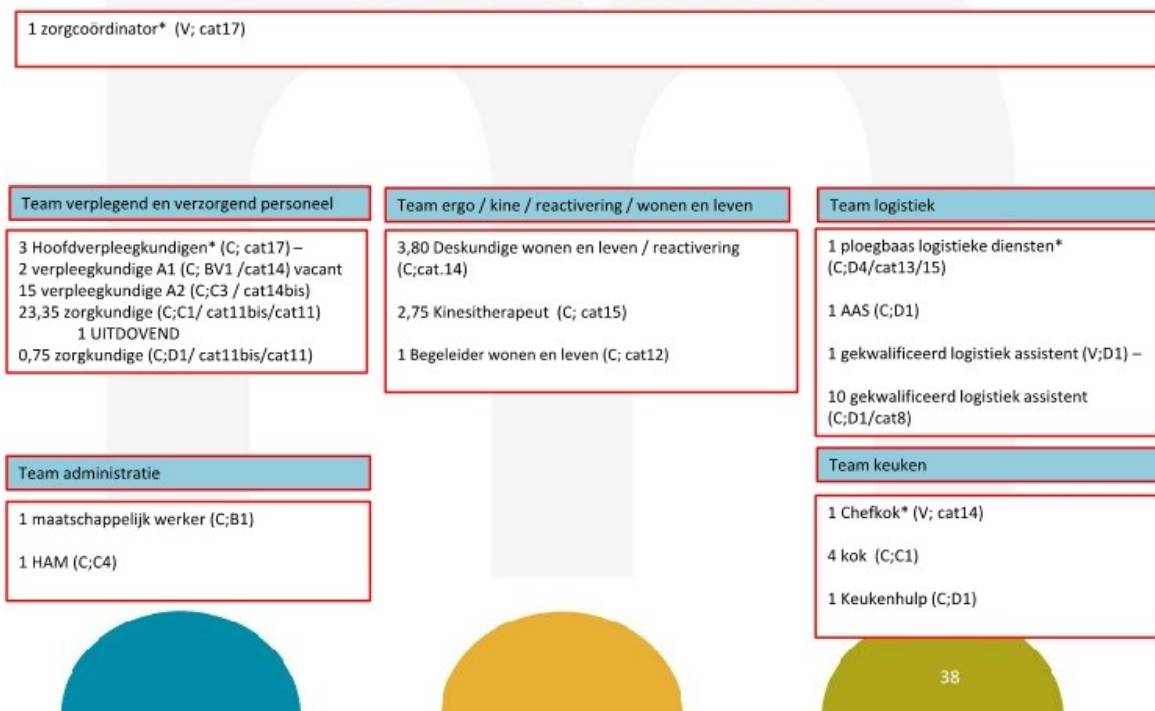 1 zorgcoördinator* (V; cat17)
Team verplegend en verzorgend personeel
3 Hoofdverpleegkundigen* (C; cat17) –
2 verpleegkundige A1 (C; BV1 /cat14) vacant
15 verpleegkundige A2 (C;C3 / cat14bis)
23,35 zorgkundige (C;C1/ cat11bis/cat11)
1 UITDOVEND
0,75 zorgkundige (C;D1/ cat11bis/cat11)
Team ergo / kine / reactivering / wonen en leven
3,80 Deskundige wonen en leven / reactivering
(C;cat.14)
2,75 Kinesitherapeut (C; cat15)
1 Begeleider wonen en leven (C; cat12)
Team logistiek
1 ploegbaas logistieke diensten*
(C;D4/cat13/15)
1 AAS (C;D1)
1 gekwalificeerd logistiek assistent (V;D1) –
10 gekwalificeerd logistiek assistent
(C;D1/cat8)
Team administratie
1 maatschappelijk werker (C;B1)
1 HAM (C;C4)
Team keuken
1 Chefkok* (V; cat14)
4 kok (C;C1)
1 Keukenhulp (C;D1)
38